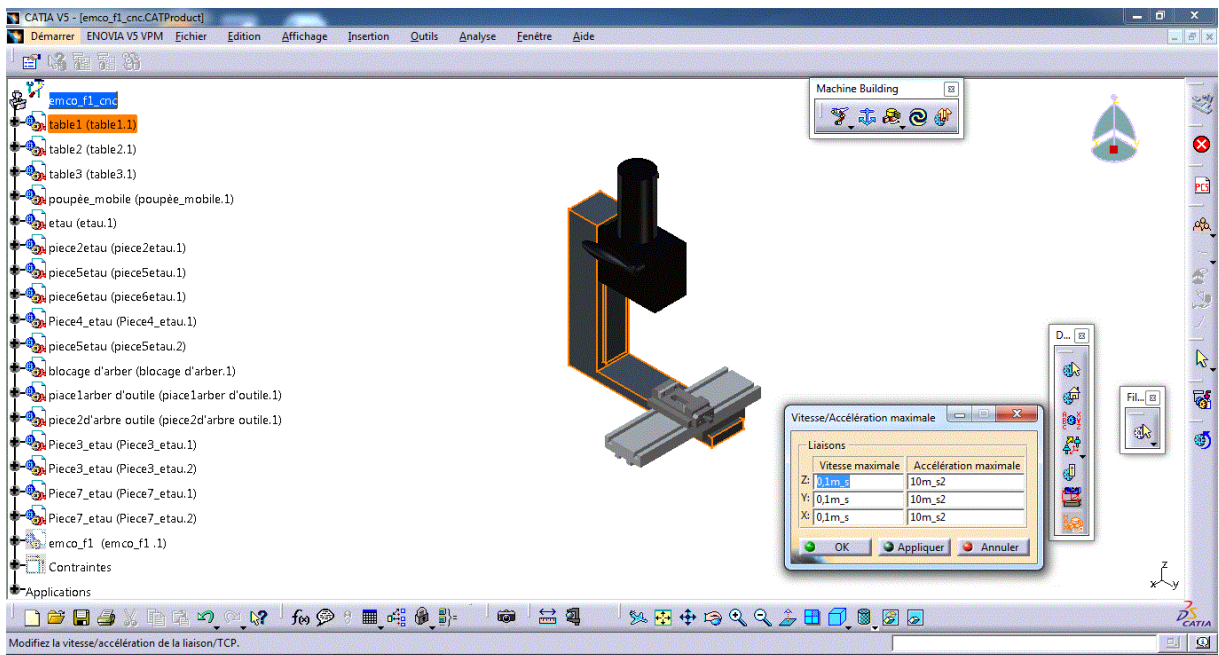 CATIA V5 - [emco_f1_cnc.CATProduct]
Démarrer ENOVIA V5 VPM Fichier Edition Affichage Insertion Outils Analyse Fenêtre Aide
emco_f1_cnc
table1 (table1.1)
table2 (table2.1)
table3 (table3.1)
poupèe_mobile (poupèe_mobile.1)
etau (etau.1)
piece2etau (piece2etau.1)
piece5etau (piece5etau.1)
piece6etau (piece6etau.1)
Piece4_etau (Piece4_etau.1)
piece5etau (piece5etau.2)
blocage d'arber (blocage d'arber.1)
piace1arber d'outile (piace1arber d'outile.1)
piece2d'arbre outile (piece2d'arbre outile.1)
Piece3_etau (Piece3_etau.1)
Piece3_etau (Piece3_etau.2)
Piece7_etau (Piece7_etau.1)
Piece7_etau (Piece7_etau.2)
emco_f1 (emco_f1 .1)
Contraintes
Applications
Machine Building
D...
Fil...
PCS
Vitesse/Accélération maximale
Liaisons
Vitesse maximale Accélération maximale
Z: 0,1m_s 10m_s2
Y: 0,1m_s 10m_s2
X: 0,1m_s 10m_s2
OK Appliquer Annuler
z
x y
f(x)
CATIA
Modifiez la vitesse/accélération de la liaison/TCP.